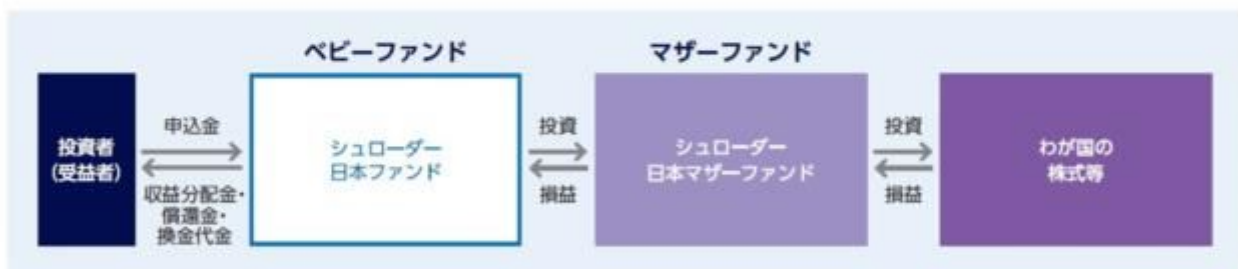 ベビーファンド
マザーファンド
投資者
(受益者)
申込金
収益分配金・
償還金・
換金代金
シュローダー
日本ファンド
投資
損益
シュローダー
日本マザーファンド
投資
損益
わが国の
株式等